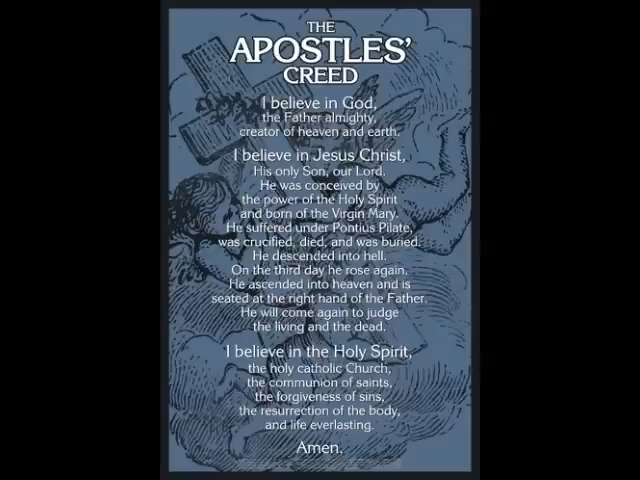 THE
APOSTLES'
CREED
I believe in God,
the Father almighty,
creator of heaven and earth.
I believe in Jesus Christ,
His only Son, our Lord.
He was conceived by
the power of the Holy Spirit
and born of the Virgin Mary.
He suffered under Pontius Pilate,
was crucified, died, and was buried.
He descended into hell.
On the third day he rose again.
He ascended into heaven and is
seated at the right hand of the Father.
He will come again to judge
the living and the dead.
I believe in the Holy Spirit,
the holy catholic Church,
the communion of saints,
the forgiveness of sins,
the resurrection of the body,
and life everlasting.
Amen.